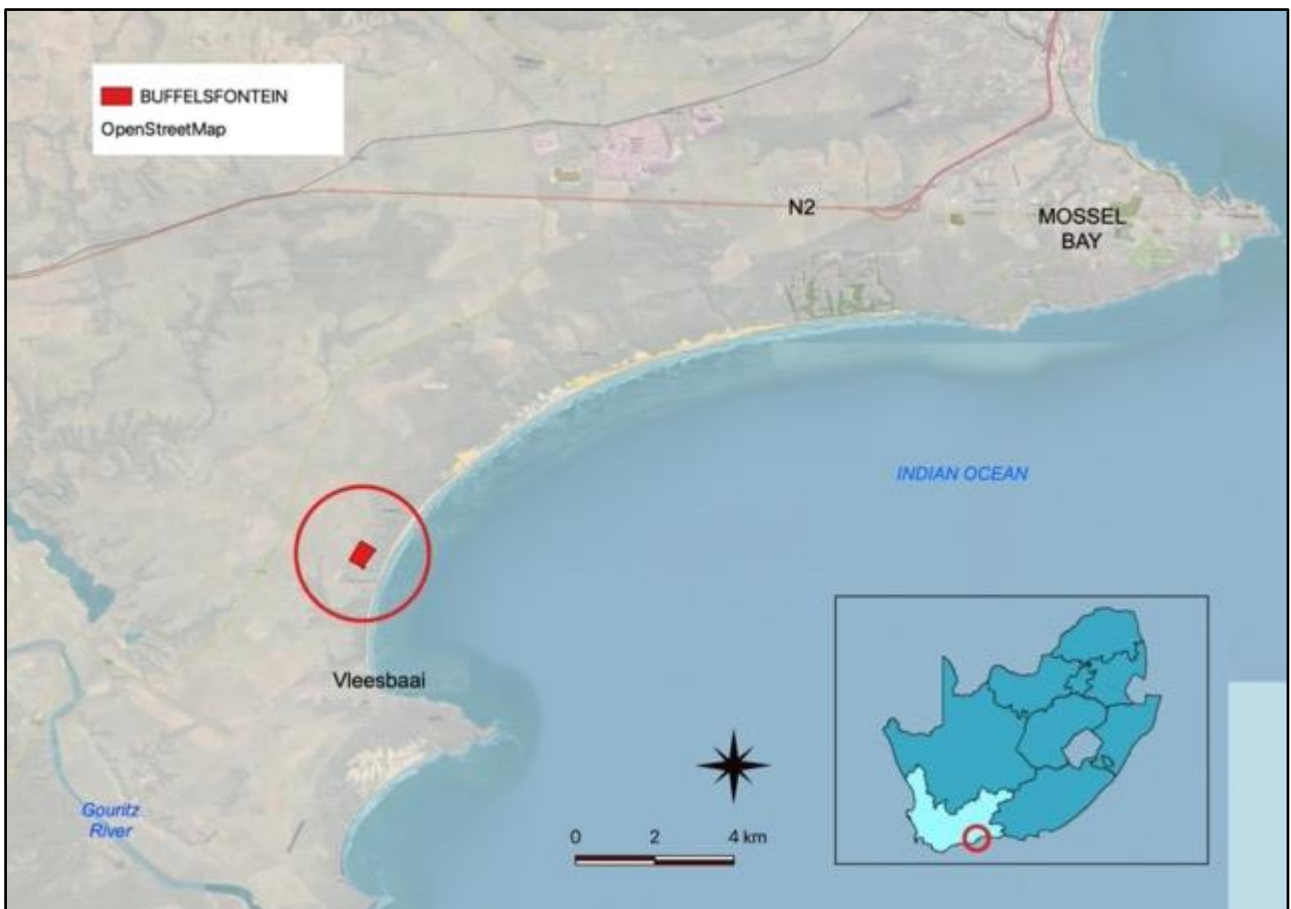 BUFFELSFONTEIN
OpenStreetMap
N2
MOSSEL
BAY
INDIAN OCEAN
Vleesbaai
Gouritz
River
0 2 4 km